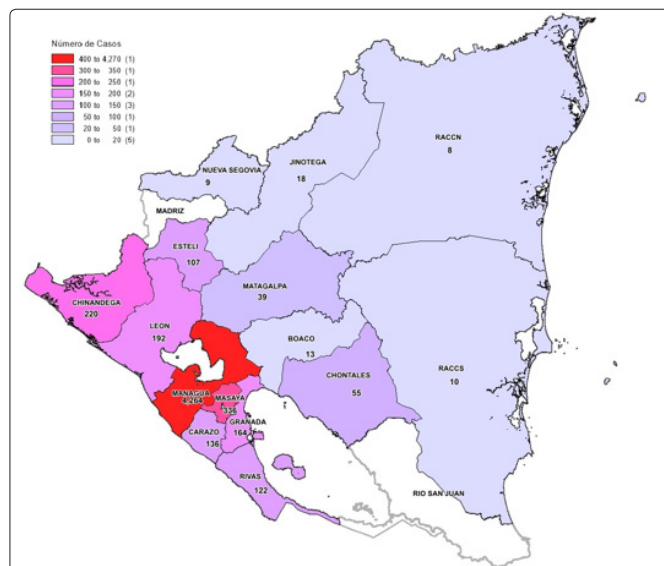 Número de Casos
400 to 4,270 (1)
300 to 350 (1)
200 to 250 (1)
150 to 200 (2)
100 to 150 (3)
50 to 100 (1)
20 to 50 (1)
0 to 20 (5)
RACCN
8
JINOTEGA
18
NUEVA SEGOVIA
9
MADRIZ
ESTELI
107
MATAGALPA
39
CHINANDEGA
220
LEON
192
BOACO
13
CHONTALES
55
RACCS
10
MANAGUA
4,264
MASAYA
336
GRANADA
164
CARAZO
136
RIVAS
122
RIO SAN JUAN